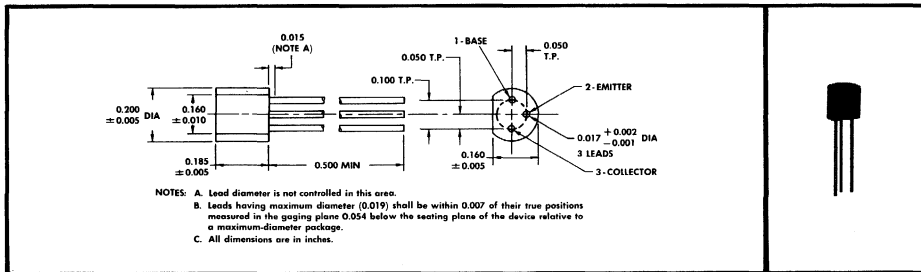 0.015
(NOTE A)
1-BASE
0.050
T.P.
0.050 T.P.
0.100 T.P.
2-EMITTER
0.200
± 0.005 DIA
0.160
± 0.010
0.017 + 0.002
- 0.001 DIA
3 LEADS
0.185
± 0.005
0.500 MIN
0.160
± 0.005
3-COLLECTOR
NOTES: A. Lead diameter is not controlled in this area.
B. Leads having maximum diameter (0.019) shall be within 0.007 of their true positions
measured in the gaging plane 0.054 below the seating plane of the device relative to
a maximum-diameter package.
C. All dimensions are in inches.